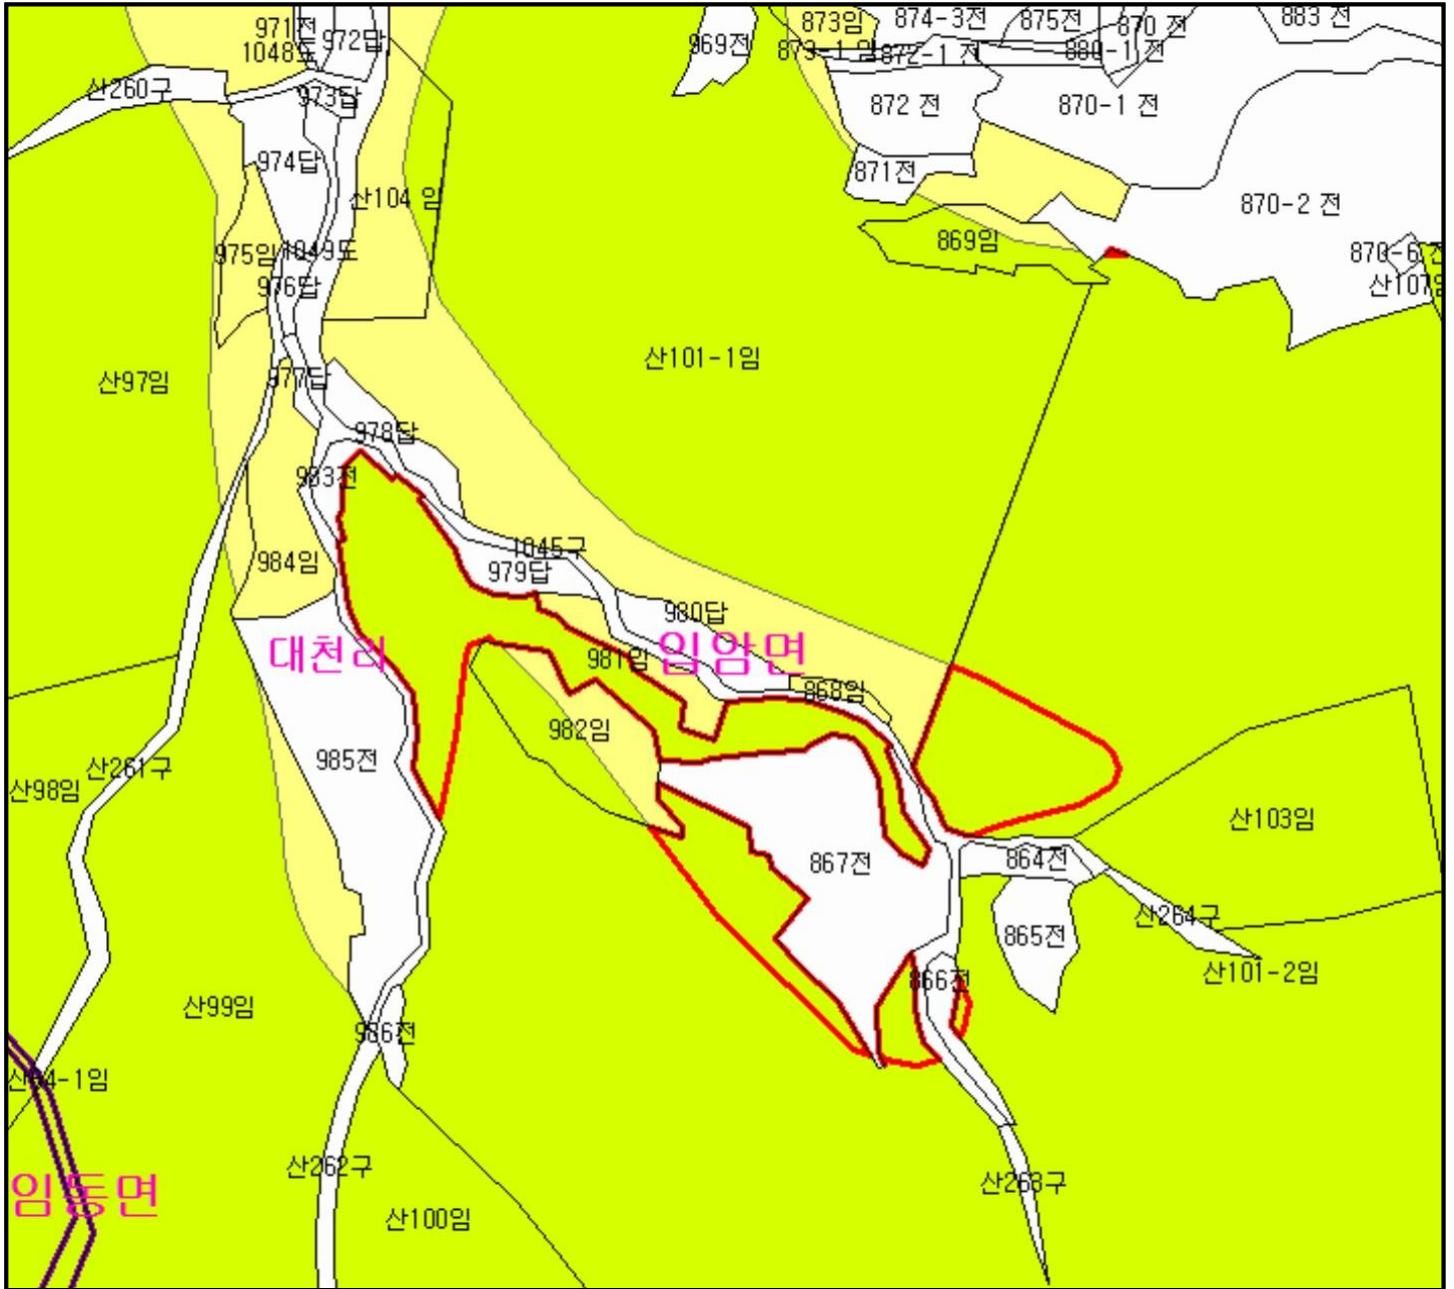 971전
972답
1048도
969전
873임
874-3전
875전
870 전
883 전
873-1 임
872-1 전
880-1 전
산260구
973답
872 전
870-1 전
974답
871전
산104 임
870-2 전
975임
1049도
869임
870-6 전
976답
산107임
산97임
977답
산101-1임
978답
983전
984임
1045구
979답
980답
대천리
981임
입암면
868임
982임
985전
산261구
산98임
867전
864전
산103임
산264구
865전
866전
산101-2임
산99임
986전
산94-1임
임동면
산262구
산263구
산100임